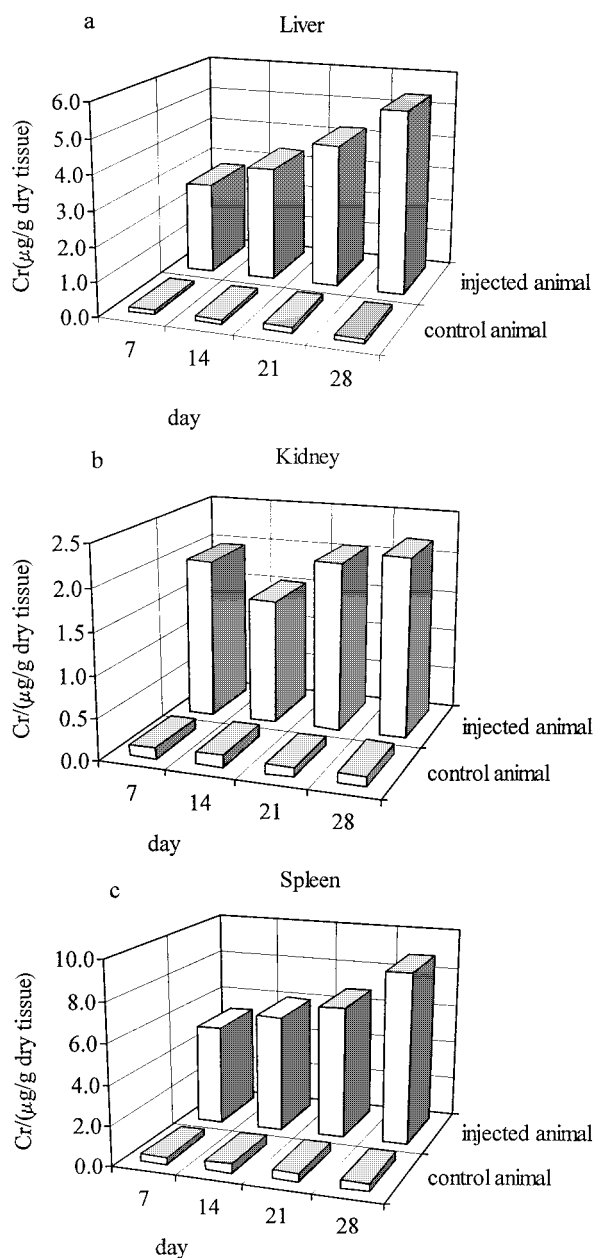 a
Liver
Cr(μg/g dry tissue)
6.0
5.0
4.0
3.0
2.0
1.0
0.0
injected animal
control animal
7
14
21
28
day
b
Kidney
Cr/(μg/g dry tissue)
2.5
2.0
1.5
1.0
0.5
0.0
injected animal
control animal
7
14
21
28
day
c
Spleen
Cr/(μg/g dry tissue)
10.0
8.0
6.0
4.0
2.0
0.0
injected animal
control animal
7
14
21
28
day